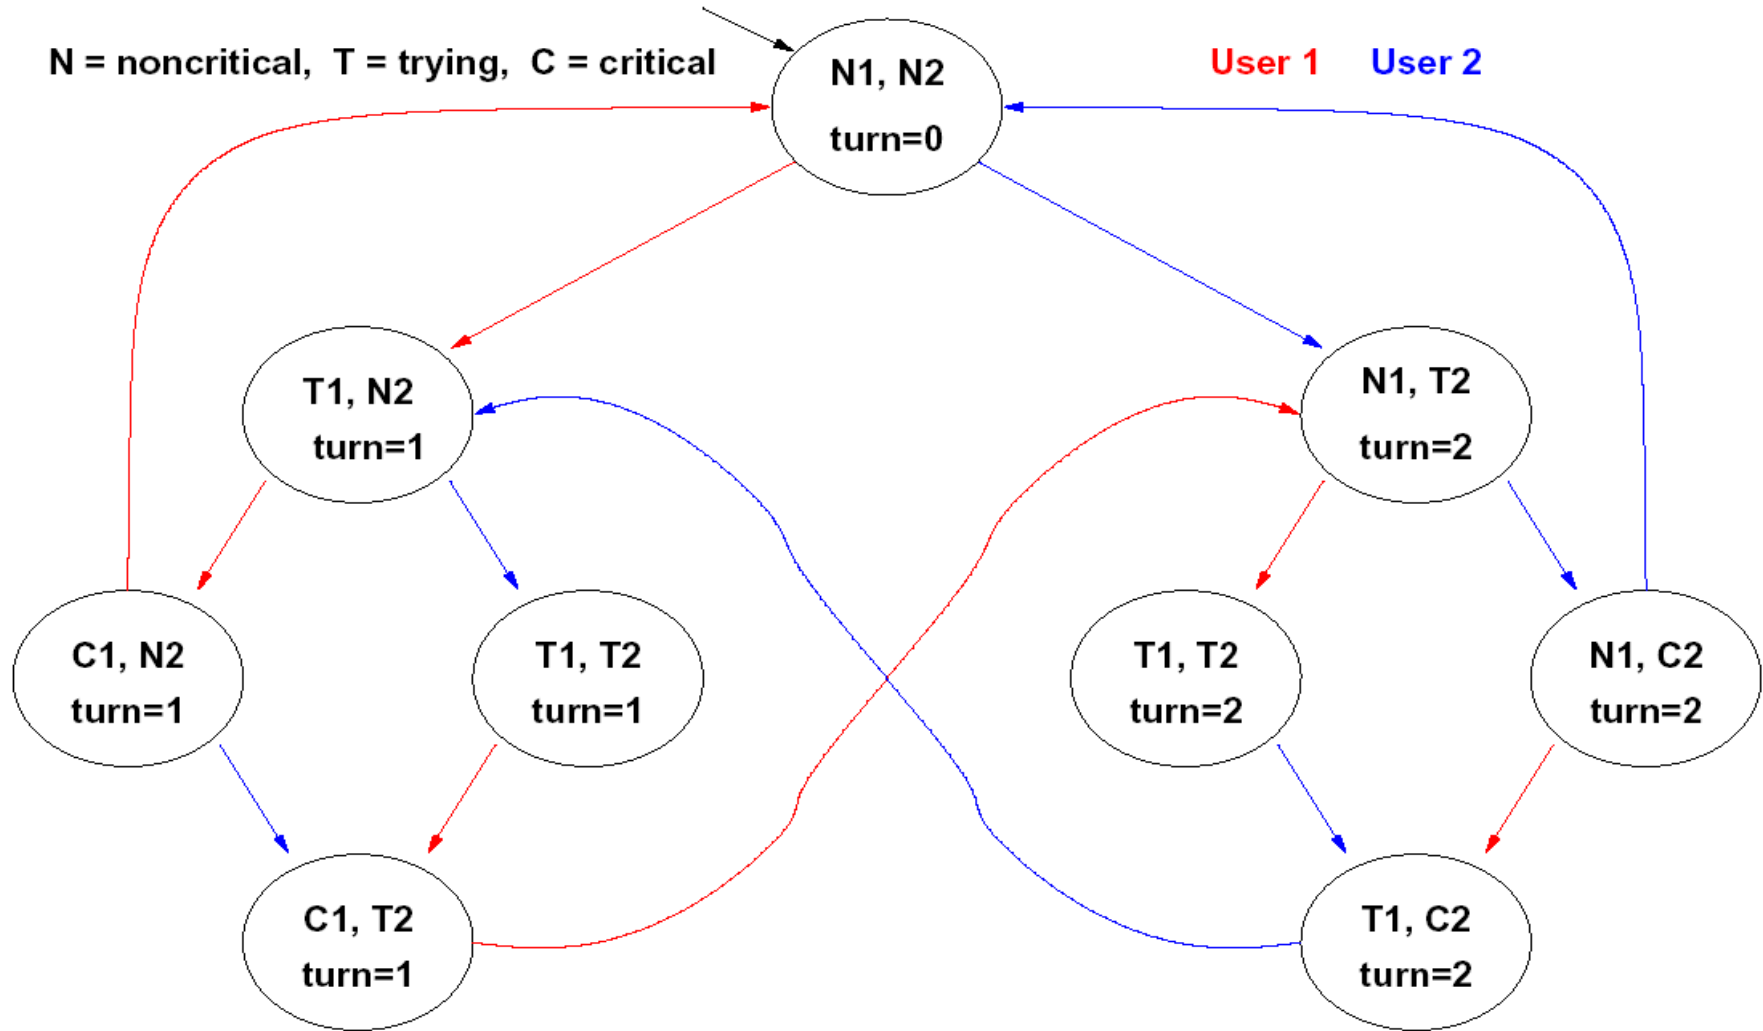 N = noncritical, T = trying, C = critical
User 1
User 2
N1, N2
turn=0
T1, N2
turn=1
N1, T2
turn=2
C1, N2
turn=1
T1, T2
turn=1
T1, T2
turn=2
N1, C2
turn=2
C1, T2
turn=1
T1, C2
turn=2